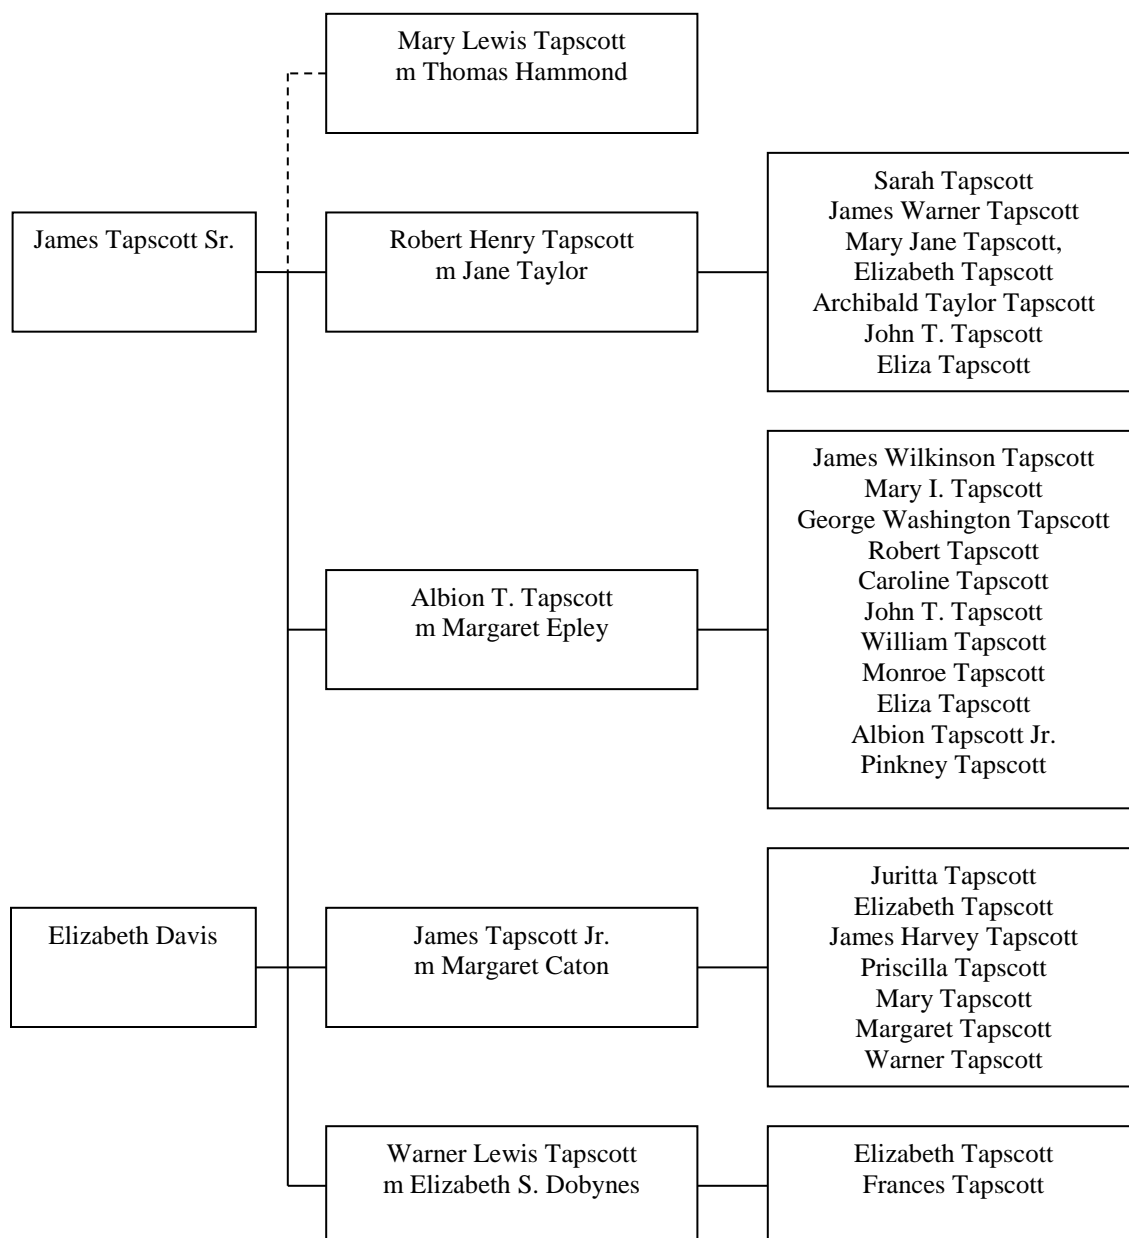 Mary Lewis Tapscott
m Thomas Hammond
James Tapscott Sr.
Robert Henry Tapscott
m Jane Taylor
Sarah Tapscott
James Warner Tapscott
Mary Jane Tapscott,
Elizabeth Tapscott
Archibald Taylor Tapscott
John T. Tapscott
Eliza Tapscott
Albion T. Tapscott
m Margaret Epley
James Wilkinson Tapscott
Mary I. Tapscott
George Washington Tapscott
Robert Tapscott
Caroline Tapscott
John T. Tapscott
William Tapscott
Monroe Tapscott
Eliza Tapscott
Albion Tapscott Jr.
Pinkney Tapscott
Elizabeth Davis
James Tapscott Jr.
m Margaret Caton
Juritta Tapscott
Elizabeth Tapscott
James Harvey Tapscott
Priscilla Tapscott
Mary Tapscott
Margaret Tapscott
Warner Tapscott
Warner Lewis Tapscott
m Elizabeth S. Dobynes
Elizabeth Tapscott
Frances Tapscott